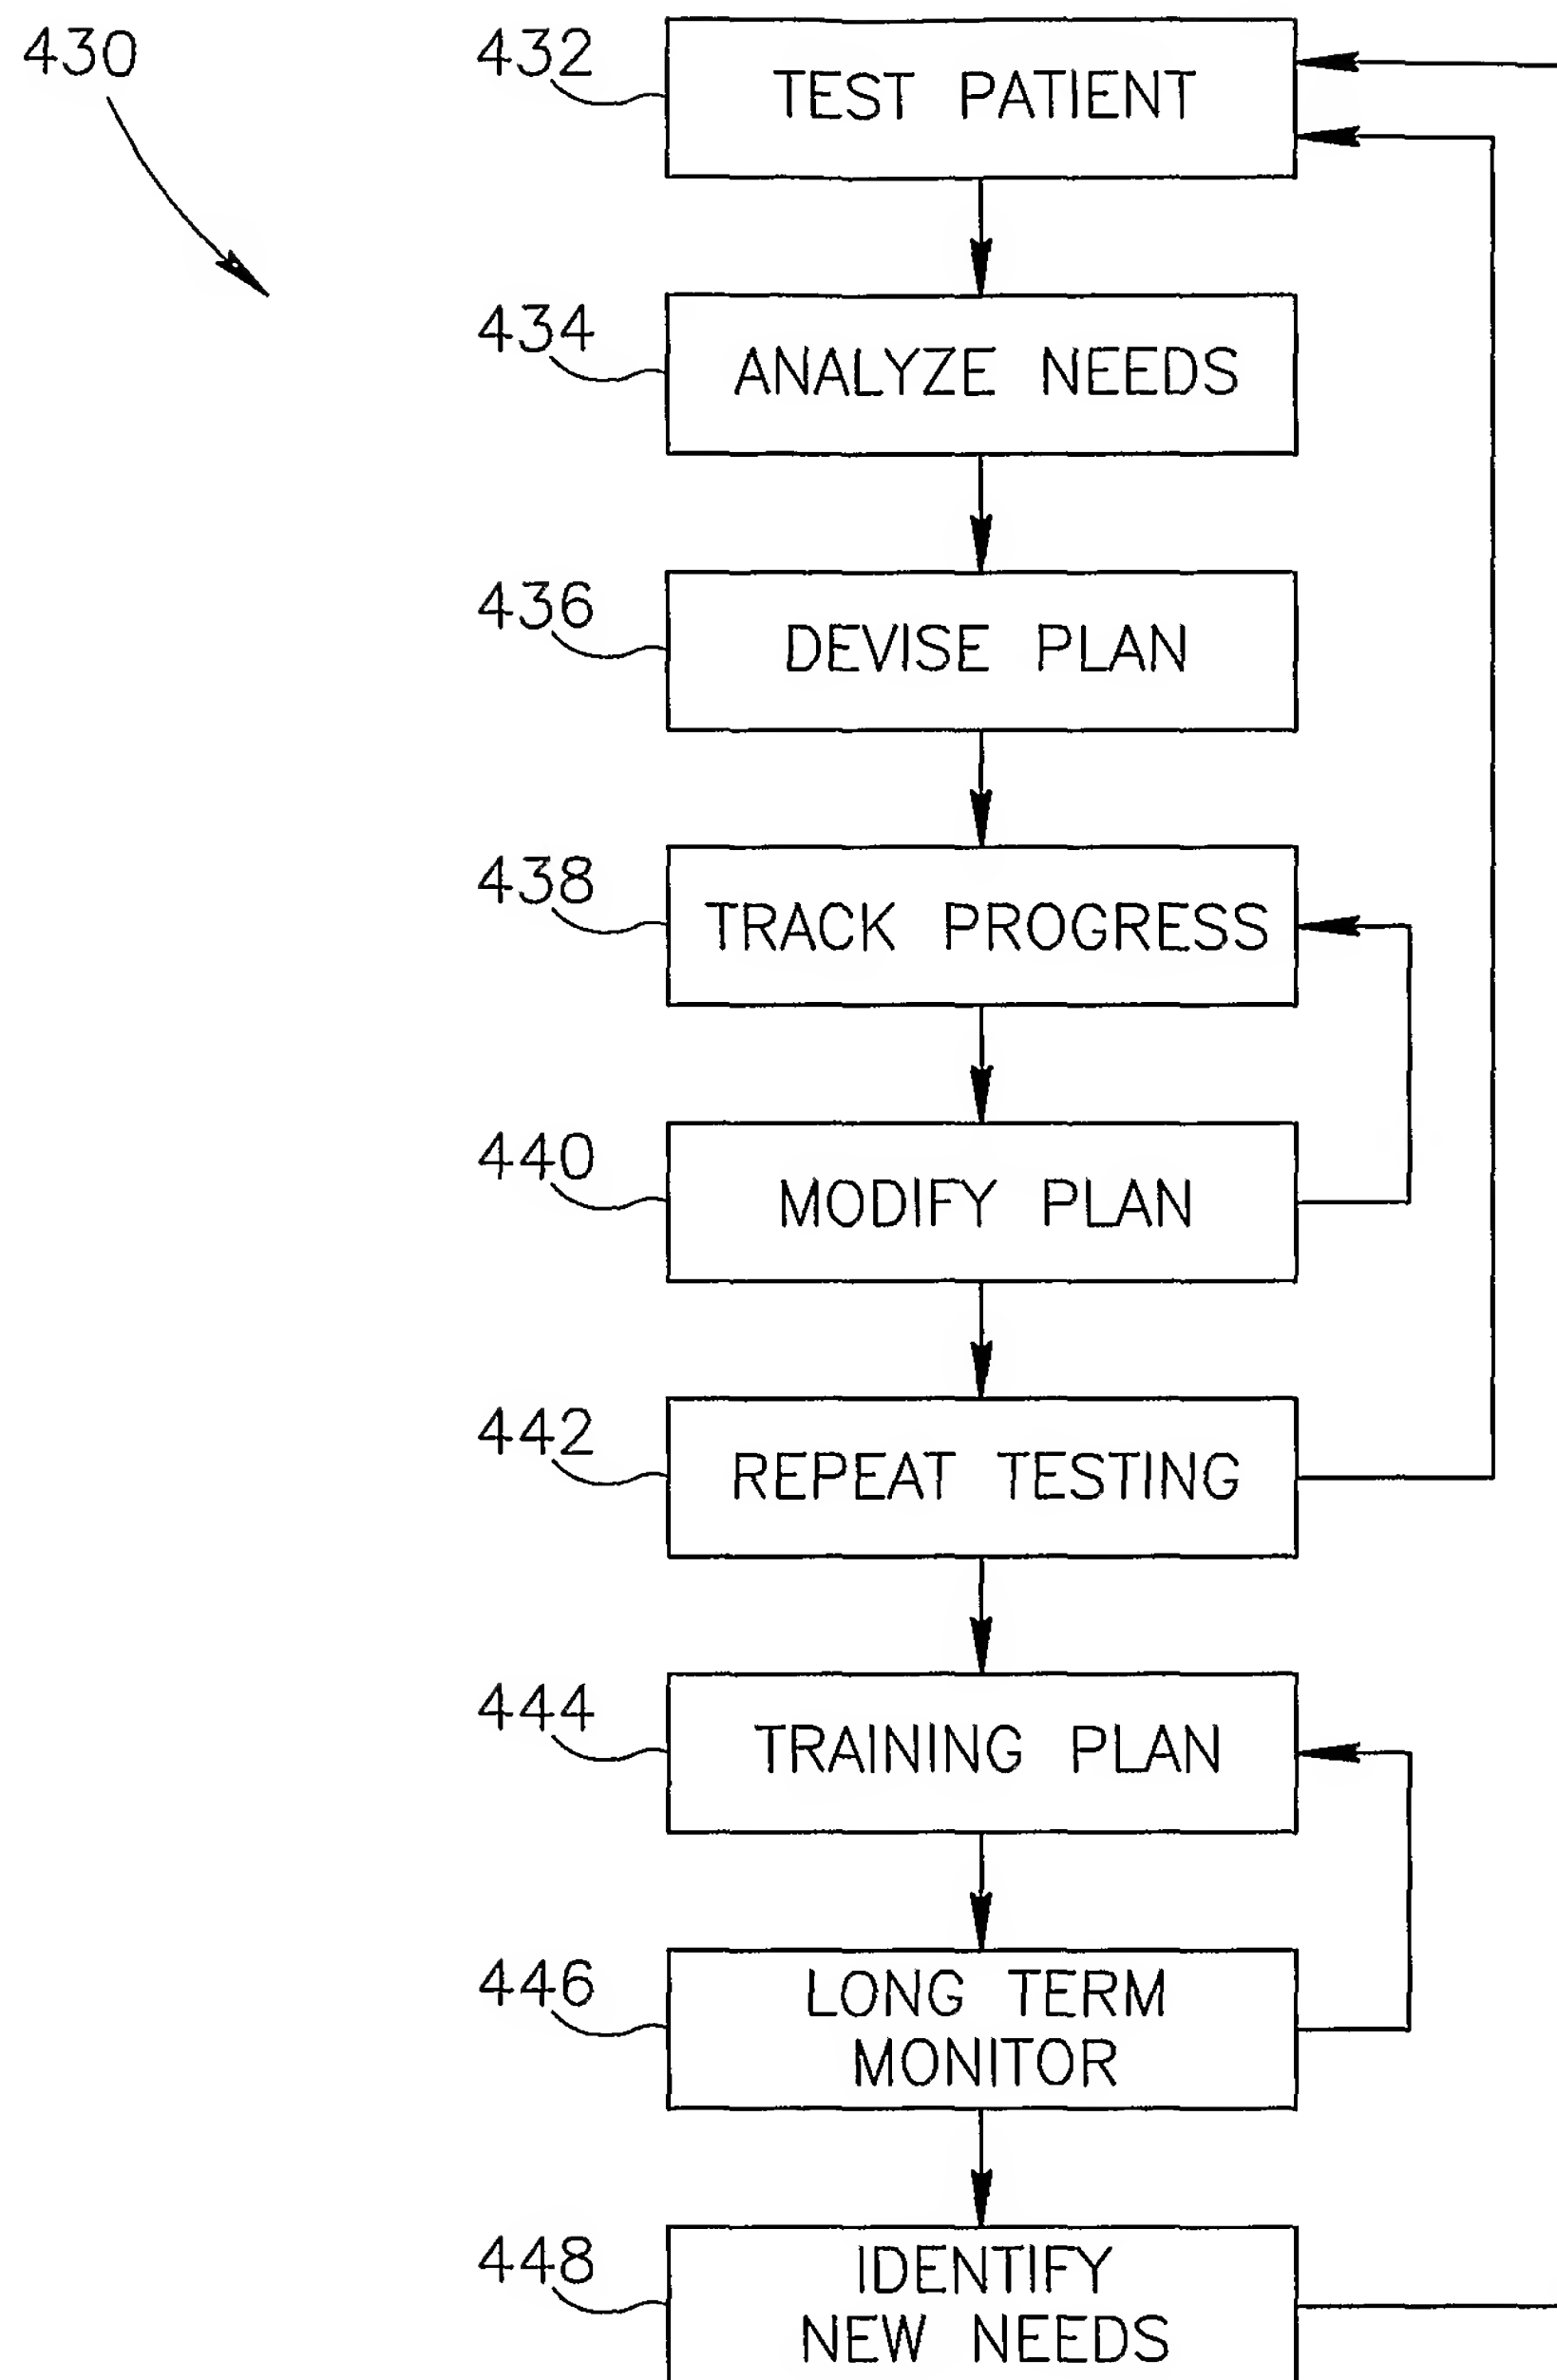 430
432
TEST PATIENT
434
ANALYZE NEEDS
436
DEVISE PLAN
438
TRACK PROGRESS
440
MODIFY PLAN
442
REPEAT TESTING
444
TRAINING PLAN
446
LONG TERM
MONITOR
448
IDENTIFY
NEW NEEDS